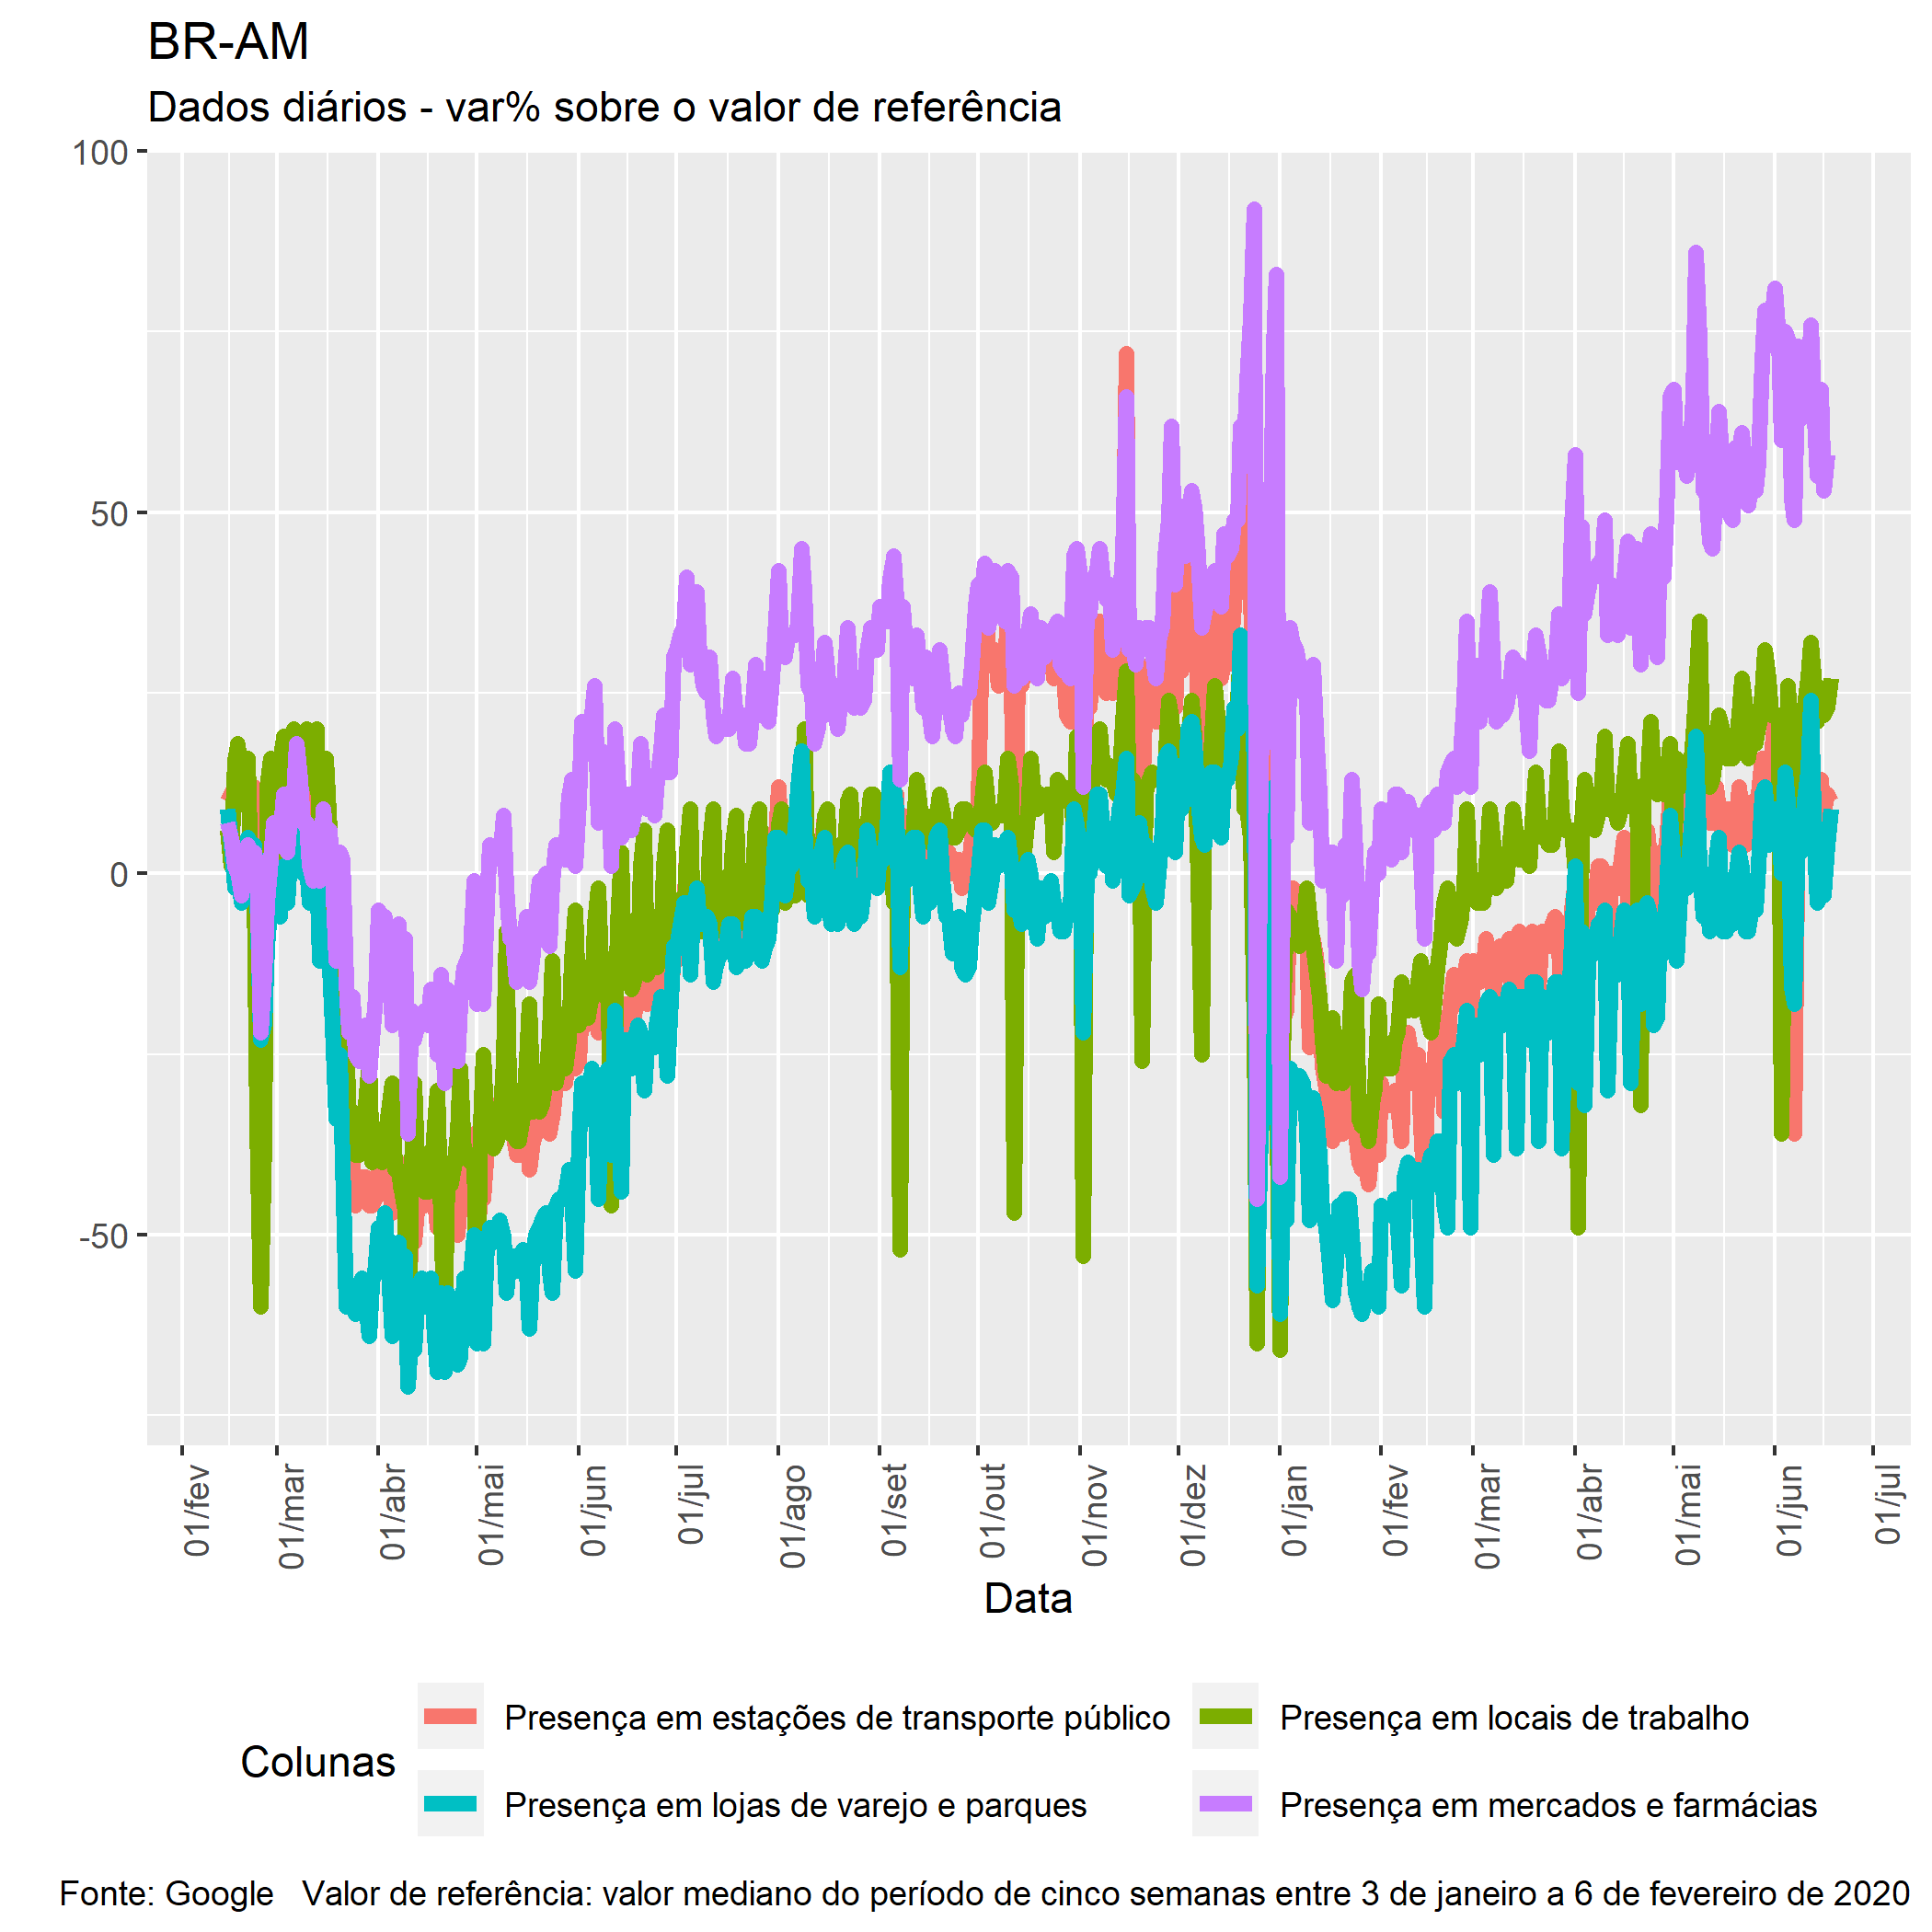 BR-AM
Dados diários - var% sobre o valor de referência
100
50
0
-50
01/fev
01/mar
01/abr
01/mai
01/jun
01/jul
01/ago
01/set
01/out
01/nov
01/dez
01/jan
01/fev
01/mar
01/abr
01/mai
01/jun
01/jul
Data
Colunas
Presença em estações de transporte público
Presença em locais de trabalho
Presença em lojas de varejo e parques
Presença em mercados e farmácias
Fonte: Google   Valor de referência: valor mediano do período de cinco semanas entre 3 de janeiro a 6 de fevereiro de 2020